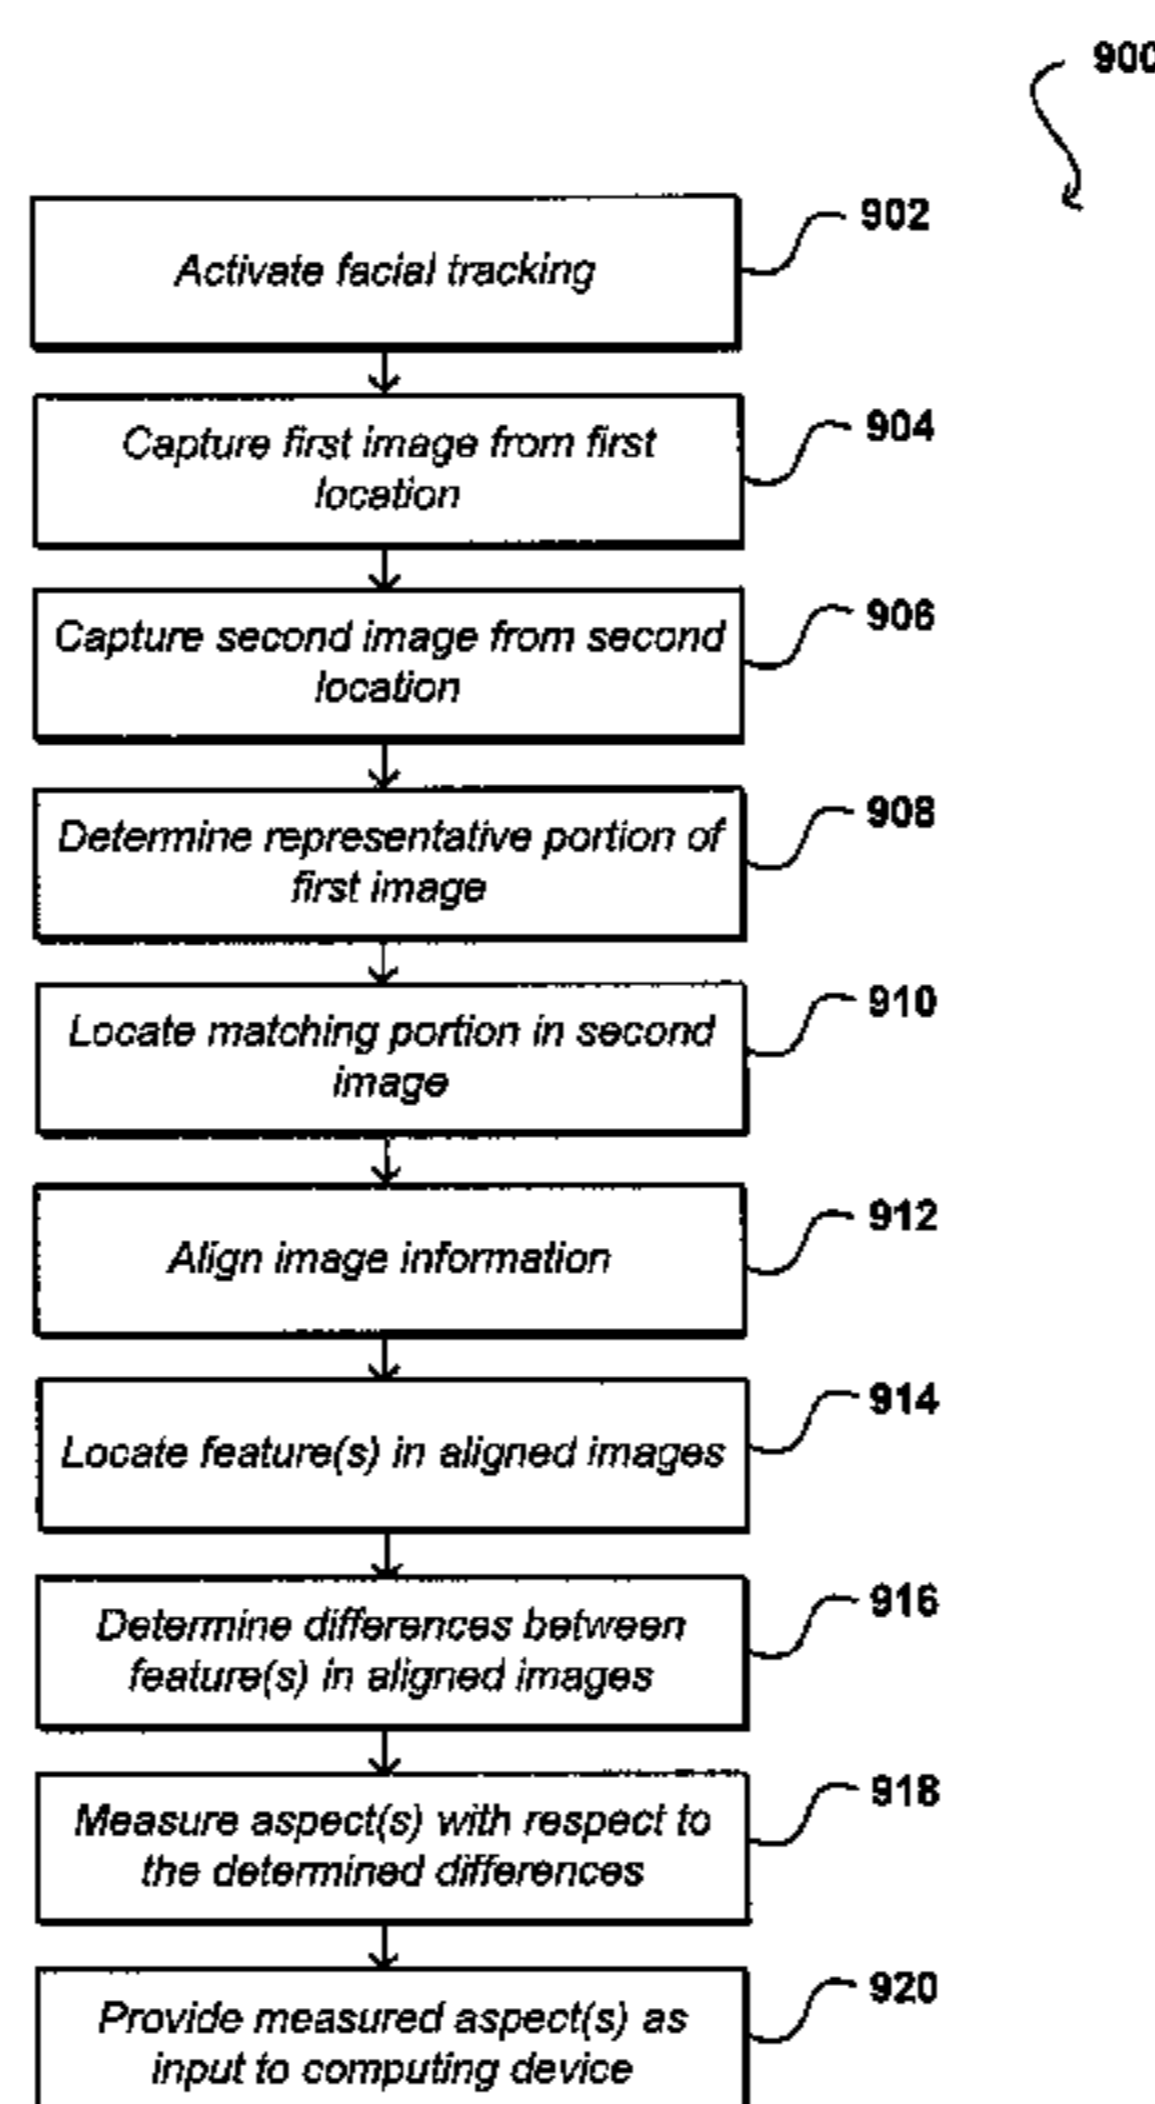 900
Activate facial tracking
902
Capture first image from first
location
904
Capture second image from second
location
906
Determine representative portion of
first image
908
Locate matching portion in second
image
910
Align image information
912
Locate feature(s) in aligned images
914
Determine differences between
feature(s) in aligned images
916
Measure aspect(s) with respect to
the determined differences
918
Provide measured aspect(s) as
input to computing device
920